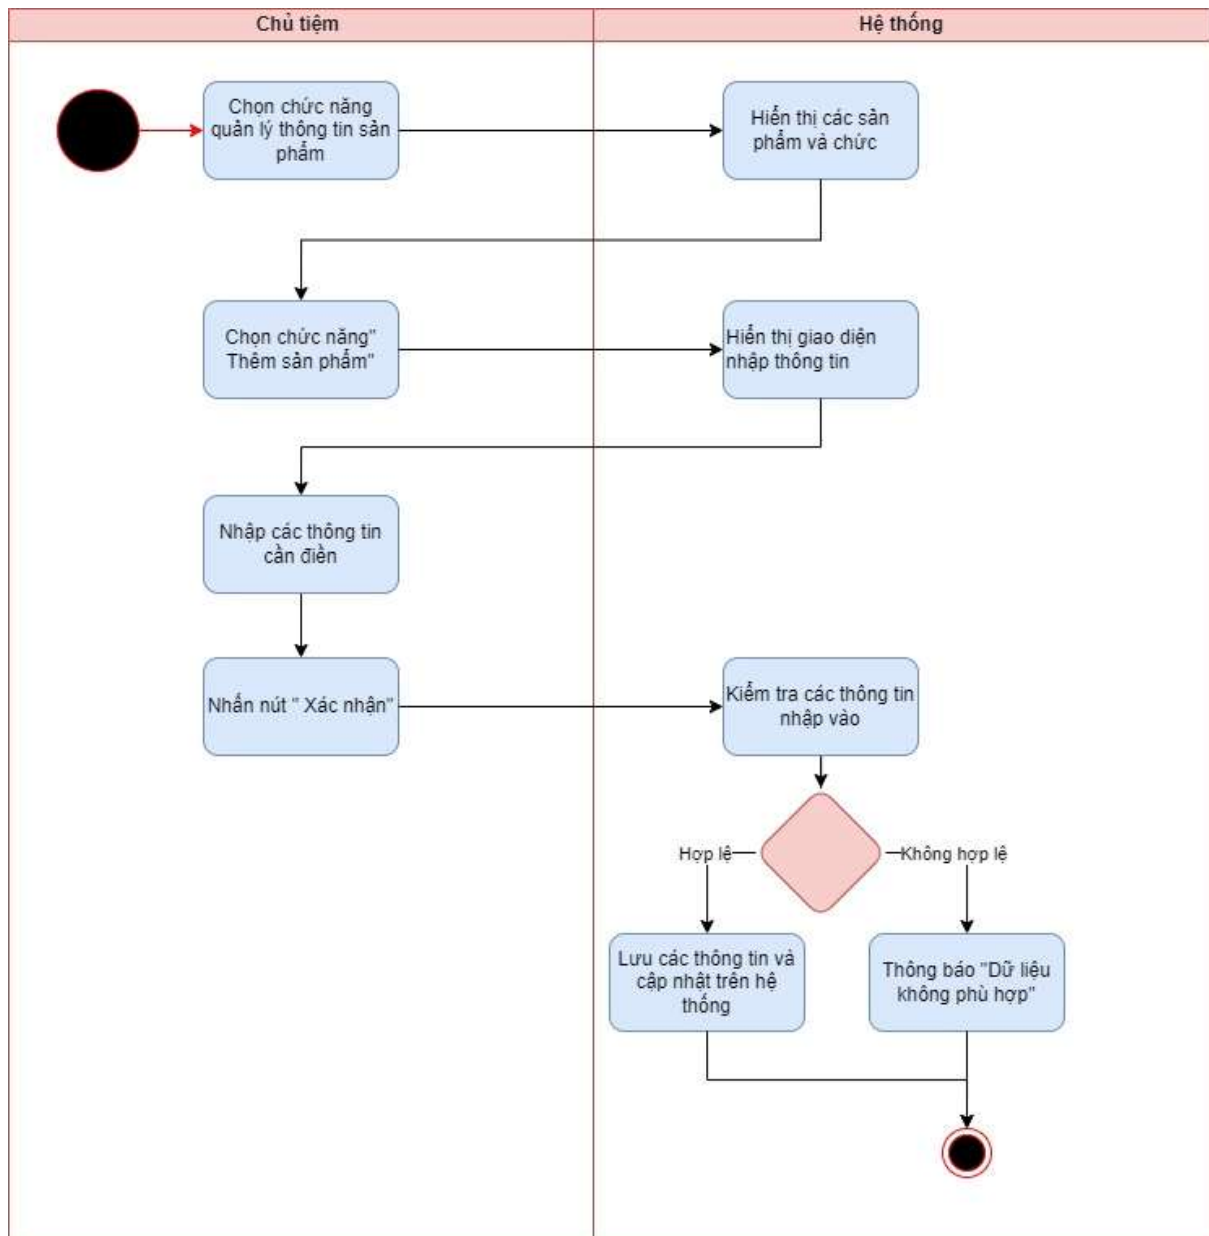 Chủ tiệm
Hệ thống
Chọn chức năng
quản lý thông tin sản
phẩm
Hiển thị các sản
phẩm và chức
Chọn chức năng"
Thêm sản phẩm"
Hiển thị giao diện
nhập thông tin
Nhập các thông tin
cần điền
Nhấn nút " Xác nhận"
Kiểm tra các thông tin
nhập vào
Hợp lệ
Không hợp lệ
Lưu các thông tin và
cập nhật trên hệ
thống
Thông báo "Dữ liệu
không phù hợp"